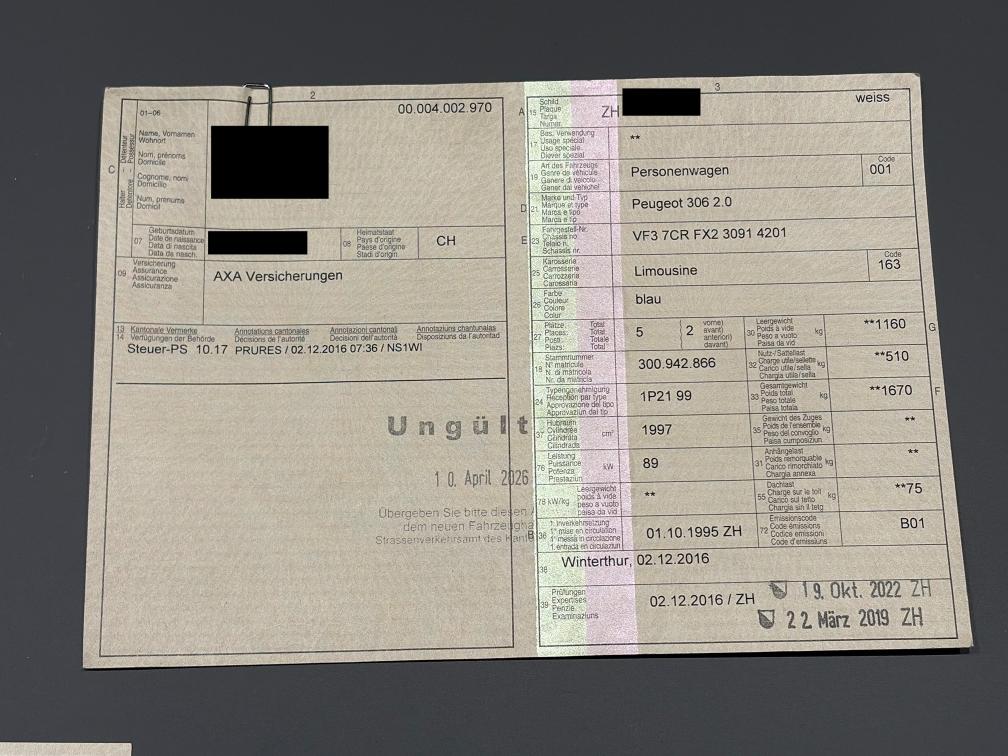 2
00.004.002.970
01–06
Name, Vornamen
Wohnort
Nom, prénoms
Domicile
Cognome, nomi
Domicilio
Num, prenums
Domicil
C
07
Geburtsdatum
Date de naissance
Data di nascita
Data da nasch.
08
Heimatstaat
Pays d'origine
Paese d'origine
Stadi d'orig.
CH
09
Versicherung
Assurance
Assicurazione
Assicuranza
AXA Versicherungen
13 Kantonale Vermerke Annotations cantonales Annotazioni cantonali Annotaziuns chantunalas
14 Verfügungen der Behörde Décisions de l'autorité Decisioni dell'autorità Disposiziuns da l'autoritad
Steuer-PS 10.17 PRURES / 02.12.2016 07:36 / NS1WI
Ungült
10. April 2026
Übergeben Sie bitte diesen
dem neuen Fahrzeugha
Strassenverkehrsamt des Kant
3
A 15
Schild
Plaque
Targa
Numer
ZH
weiss
17
Bes. Verwendung
Usage spécial
Uso speciale
Diever spezial
**
19
Art des Fahrzeugs
Genre de véhicule
Genere di veicolo
Gener dal vehichel
Personenwagen
Code
001
D 21
Marke und Typ
Marque et type
Marca e tipo
Marca e tip
Peugeot 306 2.0
E 23
Fahrgestell-Nr.
Châssis no
Telaio n.
Schassis nr.
VF3 7CR FX2 3091 4201
25
Karosserie
Carrosserie
Carrozzeria
Carossaria
Limousine
Code
163
26
Farbe
Couleur
Colore
Colur
blau
27
Plätze: Total
Places: Total
Posti: Totale
Plazs: Total
5
2
vorne)
avant)
anteriori)
davant)
30
Leergewicht
Poids à vide
Peso a vuoto
Paisa da vid
kg
**1160
G
18
Stammnummer
N° matricule
N. di matricola
Nr. da matricla
300.942.866
32
Nutz-/Sattellast
Charge utile/sellette
Carico utile/sella
Chargia utila/sella
kg
**510
24
Typengenehmigung
Réception par type
Approvazione del tipo
Approvaziun dal tip
1P21 99
33
Gesamtgewicht
Poids total
Peso totale
Paisa totala
kg
**1670
F
37
Hubraum
Cylindrée
Cilindrata
Cilindrada
cm³
1997
35
Gewicht des Zuges
Poids de l'ensemble
Peso del convoglio
Paisa cumposiziun
kg
**
76
Leistung
Puissance
Potenza
Prestaziun
kW
89
31
Anhängelast
Poids remorquable
Carico rimorchiato
Chargia annexa
kg
**
78 kW/kg
Leergewicht
poids à vide
peso a vuoto
paisa da vid
**
55
Dachlast
Charge sur le toit
Carico sul tetto
Chargia sin il tetg
kg
**75
B 36
1. Inverkehrsetzung
1re mise en circulation
1a messa in circolazione
1. entrada en circulaziun
01.10.1995 ZH
72
Emissionscode
Code émissions
Codice emissioni
Code d'emissiuns
B01
38
Winterthur, 02.12.2016
39
Prüfungen
Expertises
Perizie
Examinaziuns
02.12.2016 / ZH
19. Okt. 2022 ZH
22. März 2019 ZH